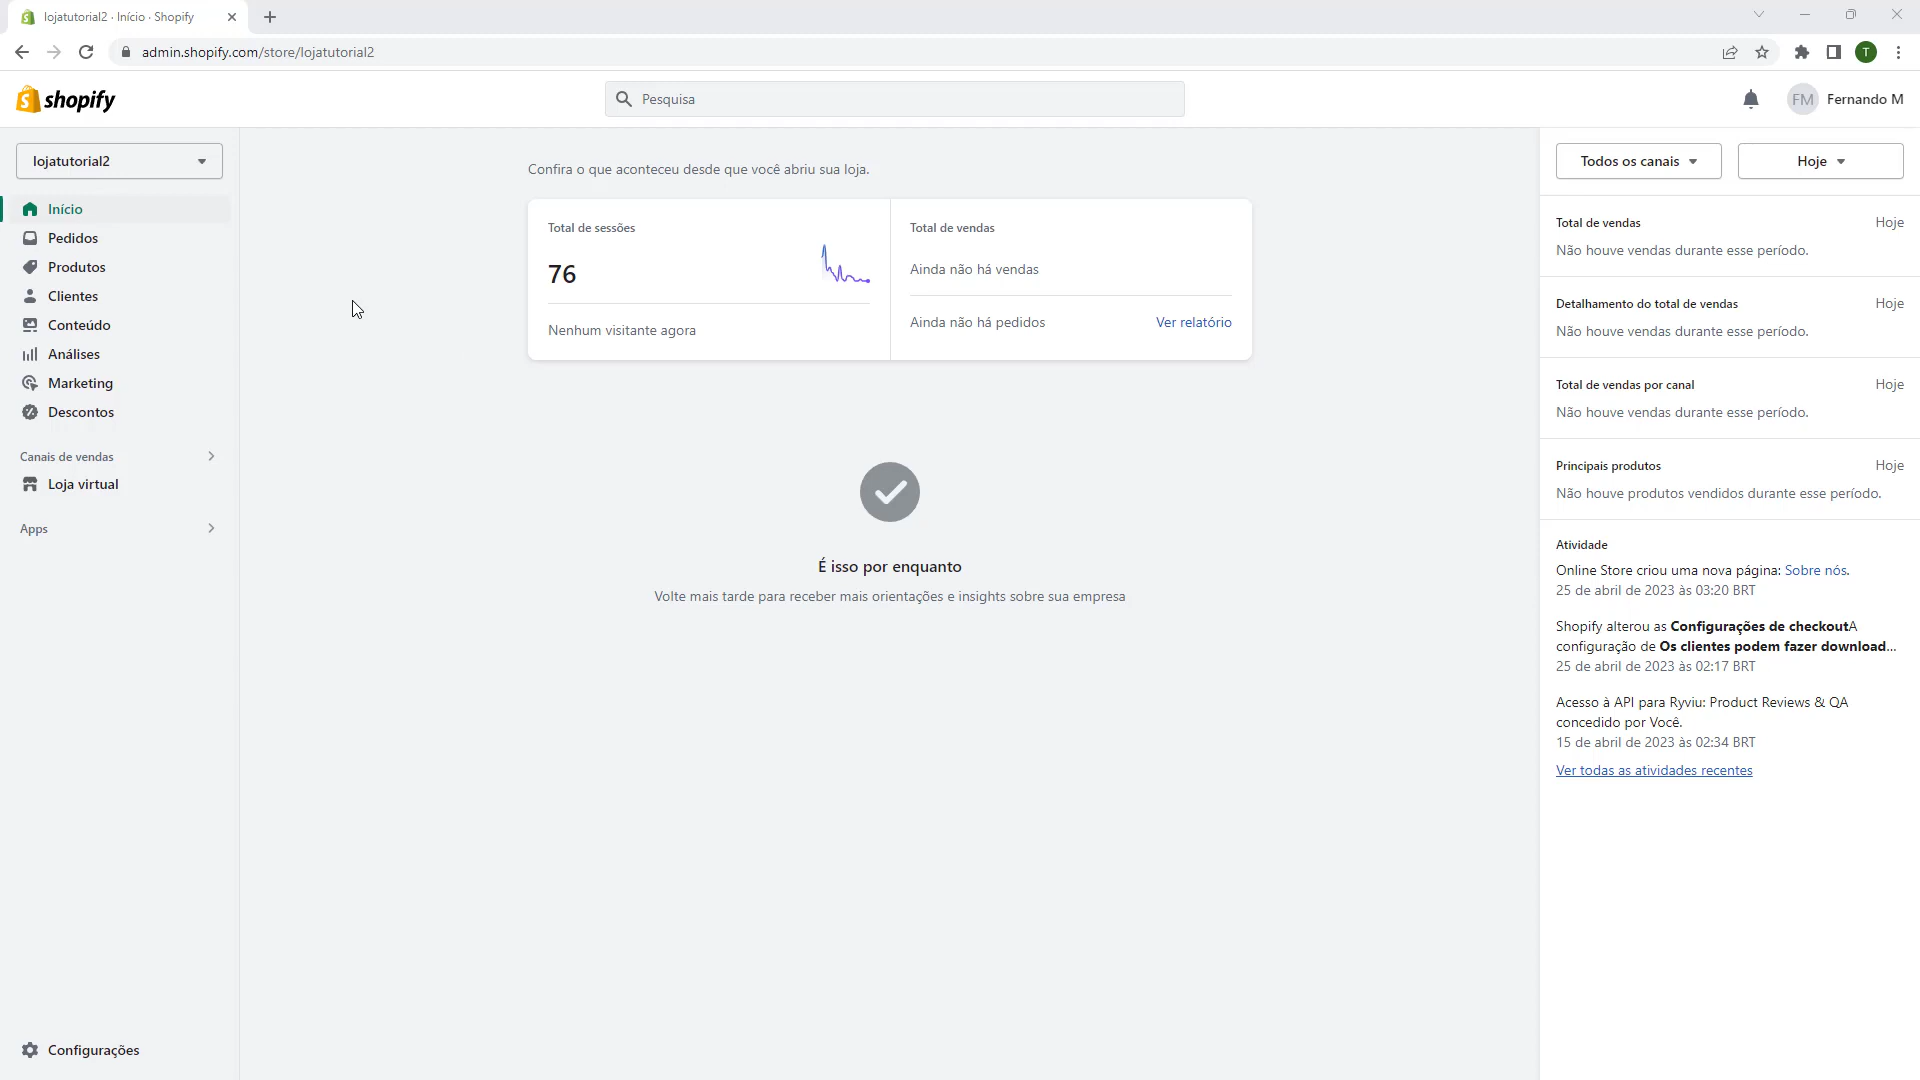 lojatutorial2 · Início · Shopify
admin.shopify.com/store/lojatutorial2
T
shopify
Pesquisa
FM Fernando M
lojatutorial2
Início
Pedidos
Produtos
Clientes
Conteúdo
Análises
Marketing
Descontos
Canais de vendas
Loja virtual
Apps
Configurações
Confira o que aconteceu desde que você abriu sua loja.
Total de sessões
76
Nenhum visitante agora
Total de vendas
Ainda não há vendas
Ainda não há pedidos Ver relatório
É isso por enquanto
Volte mais tarde para receber mais orientações e insights sobre sua empresa
Todos os canais Hoje
Total de vendas Hoje
Não houve vendas durante esse período.
Detalhamento do total de vendas Hoje
Não houve vendas durante esse período.
Total de vendas por canal Hoje
Não houve vendas durante esse período.
Principais produtos Hoje
Não houve produtos vendidos durante esse período.
Atividade
Online Store criou uma nova página: Sobre nós.
25 de abril de 2023 às 03:20 BRT
Shopify alterou as Configurações de checkoutA
configuração de Os clientes podem fazer download...
25 de abril de 2023 às 02:17 BRT
Acesso à API para Ryviu: Product Reviews & QA
concedido por Você.
15 de abril de 2023 às 02:34 BRT
Ver todas as atividades recentes